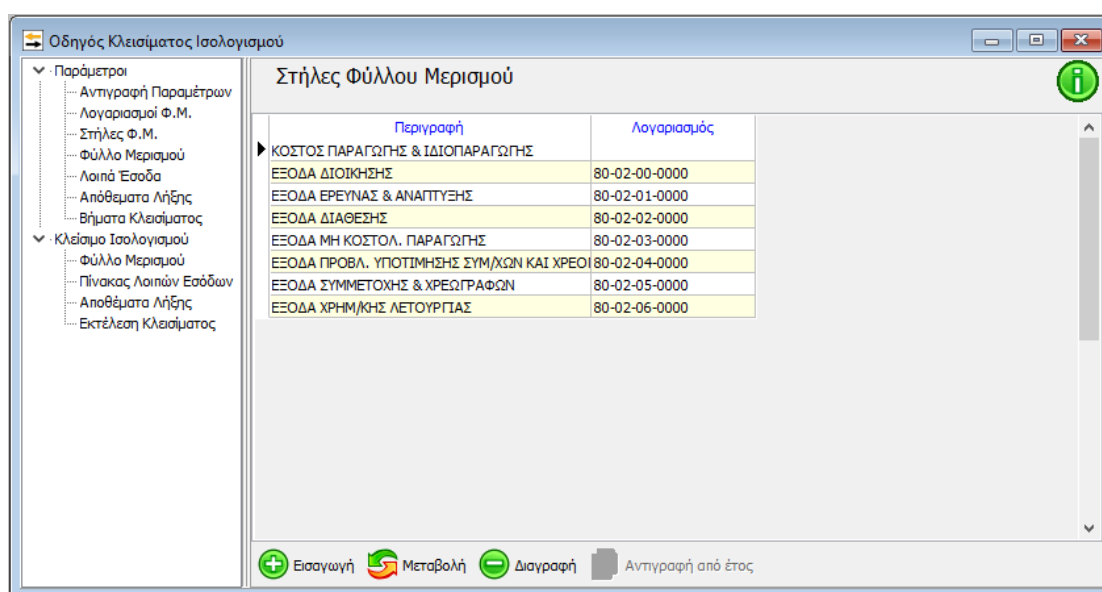 Οδηγός Κλεισίματος Ισολογισμού
Παράμετροι
Αντιγραφή Παραμέτρων
Λογαριασμοί Φ.Μ.
Στήλες Φ.Μ.
Φύλλο Μερισμού
Λοιπά Έσοδα
Απόθεματα Λήξης
Βήματα Κλεισίματος
Κλείσιμο Ισολογισμού
Φύλλο Μερισμού
Πίνακας Λοιπών Εσόδων
Αποθέματα Λήξης
Εκτέλεση Κλεισίματος
Στήλες Φύλλου Μερισμού
Περιγραφή Λογαριασμός
ΚΟΣΤΟΣ ΠΑΡΑΓΩΓΗΣ & ΙΔΙΟΠΑΡΑΓΩΓΗΣ
ΕΞΟΔΑ ΔΙΟΙΚΗΣΗΣ 80-02-00-0000
ΕΞΟΔΑ ΕΡΕΥΝΑΣ & ΑΝΑΠΤΥΞΗΣ 80-02-01-0000
ΕΞΟΔΑ ΔΙΑΘΕΣΗΣ 80-02-02-0000
ΕΞΟΔΑ ΜΗ ΚΟΣΤΟΛ. ΠΑΡΑΓΩΓΗΣ 80-02-03-0000
ΕΞΟΔΑ ΠΡΟΒΛ. ΥΠΟΤΙΜΗΣΗΣ ΣΥΜ/ΧΩΝ ΚΑΙ 80-02-04-0000
ΕΞΟΔΑ ΣΥΜΜΕΤΟΧΗΣ & ΧΡΕΩΓΡΑΦΩΝ 80-02-05-0000
ΕΞΟΔΑ ΧΡΗΜ/ΚΗΣ ΛΕΤΟΥΡΓΙΑΣ 80-02-06-0000
Εισαγωγή Μεταβολή Διαγραφή Αντιγραφή από έτος